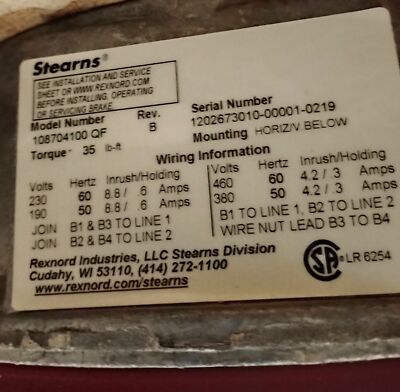 Stearns®
SEE INSTALLATION AND SERVICE
SHEET OR WWW.REXNORD.COM
BEFORE INSTALLING, OPERATING
OR SERVICING BRAKE.
Model Number Rev. Serial Number
108704100 QF B 1202673010-00001-0219
Torque 35 lb-ft Mounting HORIZ/V BELOW
Wiring Information
Volts Hertz Inrush/Holding Volts Hertz Inrush/Holding
230 60 8.8 / .6 Amps 460 60 4.2 / .3 Amps
190 50 8.8 / .6 Amps 380 50 4.2 / .3 Amps
JOIN B1 & B3 TO LINE 1 B1 TO LINE 1, B2 TO LINE 2
JOIN B2 & B4 TO LINE 2 WIRE NUT LEAD B3 TO B4
Rexnord Industries, LLC Stearns Division
Cudahy, WI 53110, (414) 272-1100
www.rexnord.com/stearns
SA ® LR 6254